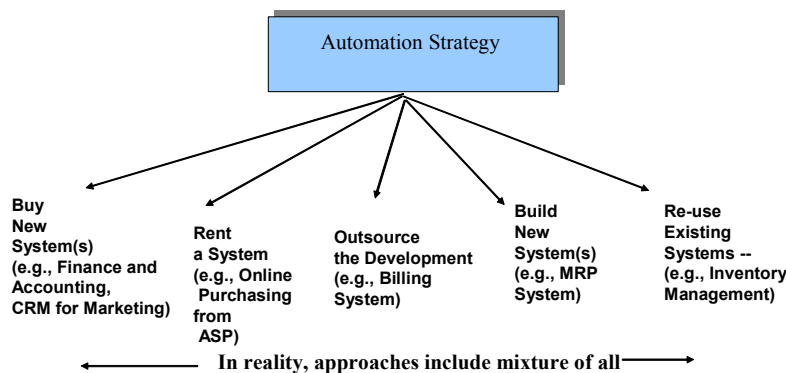 Automation Strategy
Buy
New
System(s)
(e.g., Finance and
Accounting,
CRM for Marketing)
Rent
a System
(e.g., Online
Purchasing
from
ASP)
Outsource
the Development
(e.g., Billing
System)
Build
New
System(s)
(e.g., MRP
System)
Re-use
Existing
Systems --
(e.g., Inventory
Management)
In reality, approaches include mixture of all